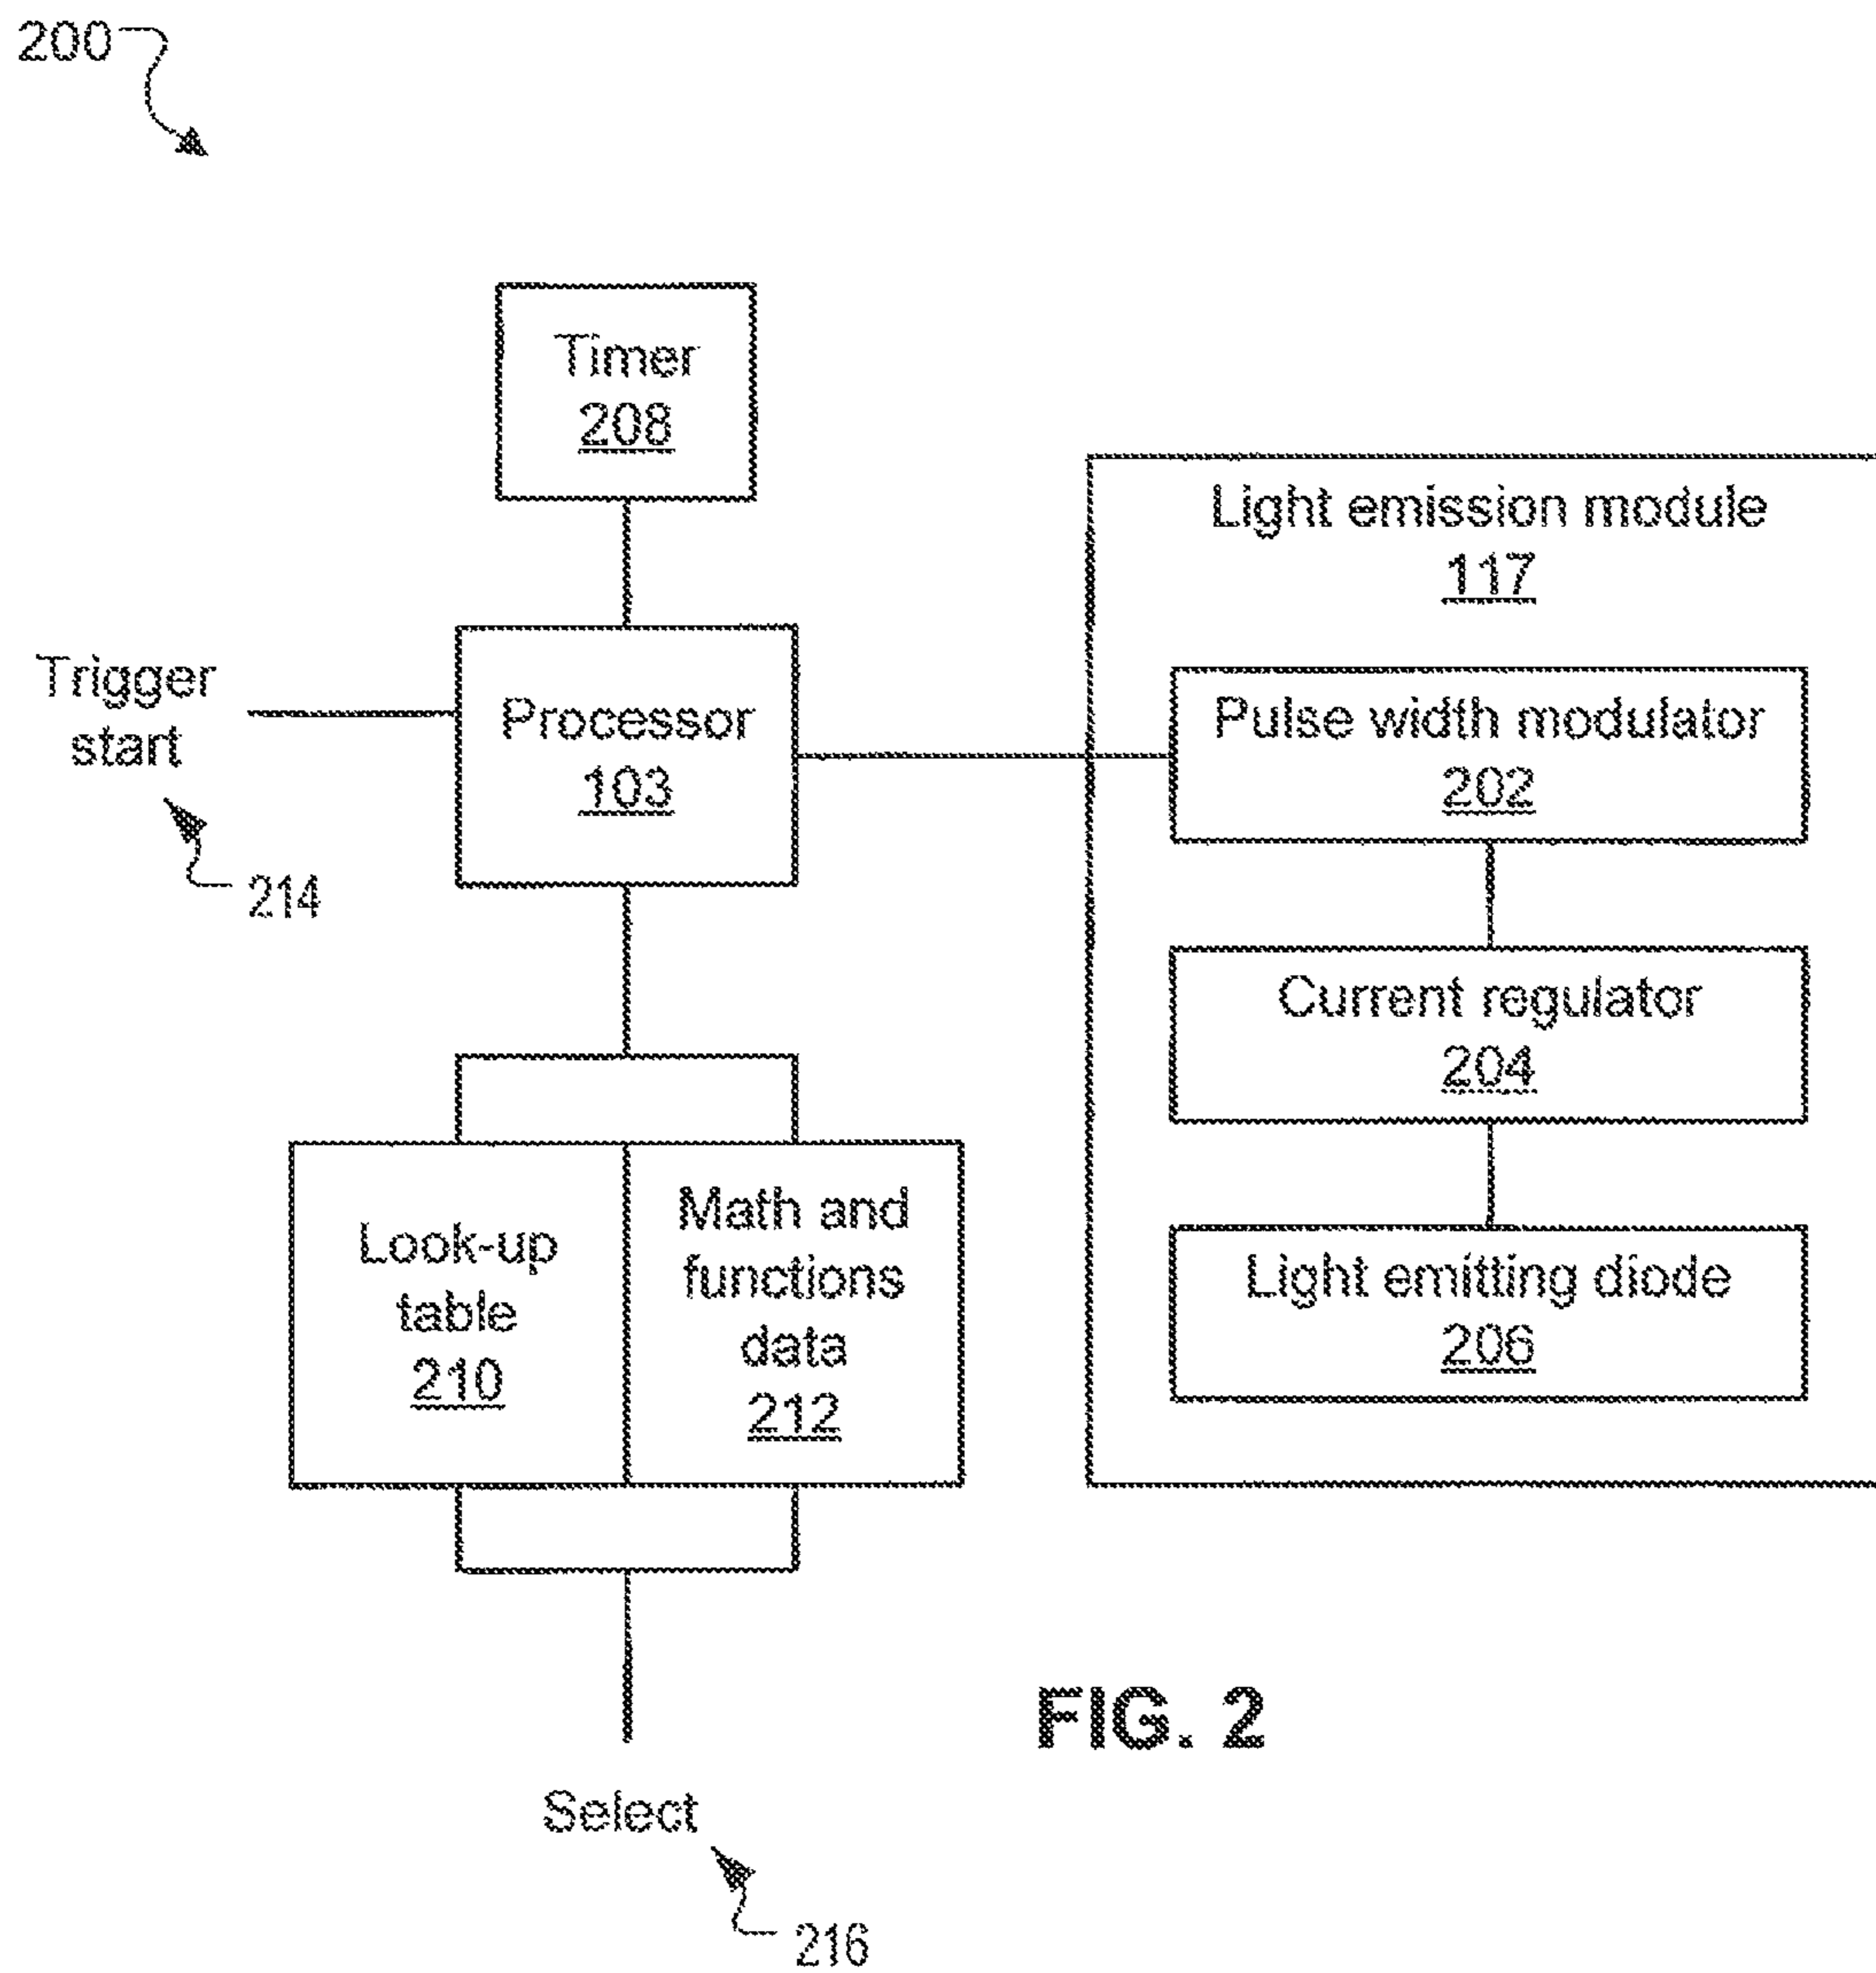 200
Timer
208
Light emission module
117
Trigger
start
214
Processor
103
Pulse width modulator
202
Current regulator
204
Light emitting diode
206
Look-up
table
210
Math and
functions
data
212
Select
216
FIG. 2